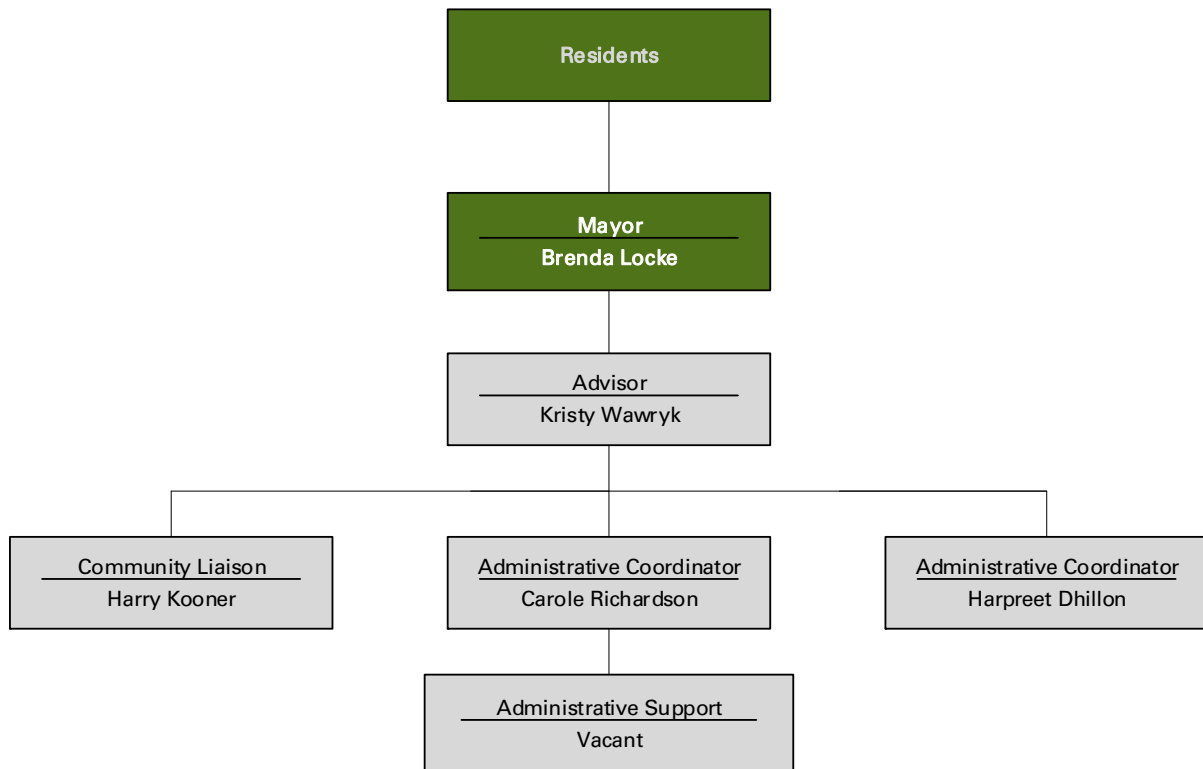 Residents
Mayor
Brenda Locke
Advisor
Kristy Wawryk
Community Liaison
Harry Kooner
Administrative Coordinator
Carole Richardson
Administrative Coordinator
Harpreet Dhillon
Administrative Support
Vacant